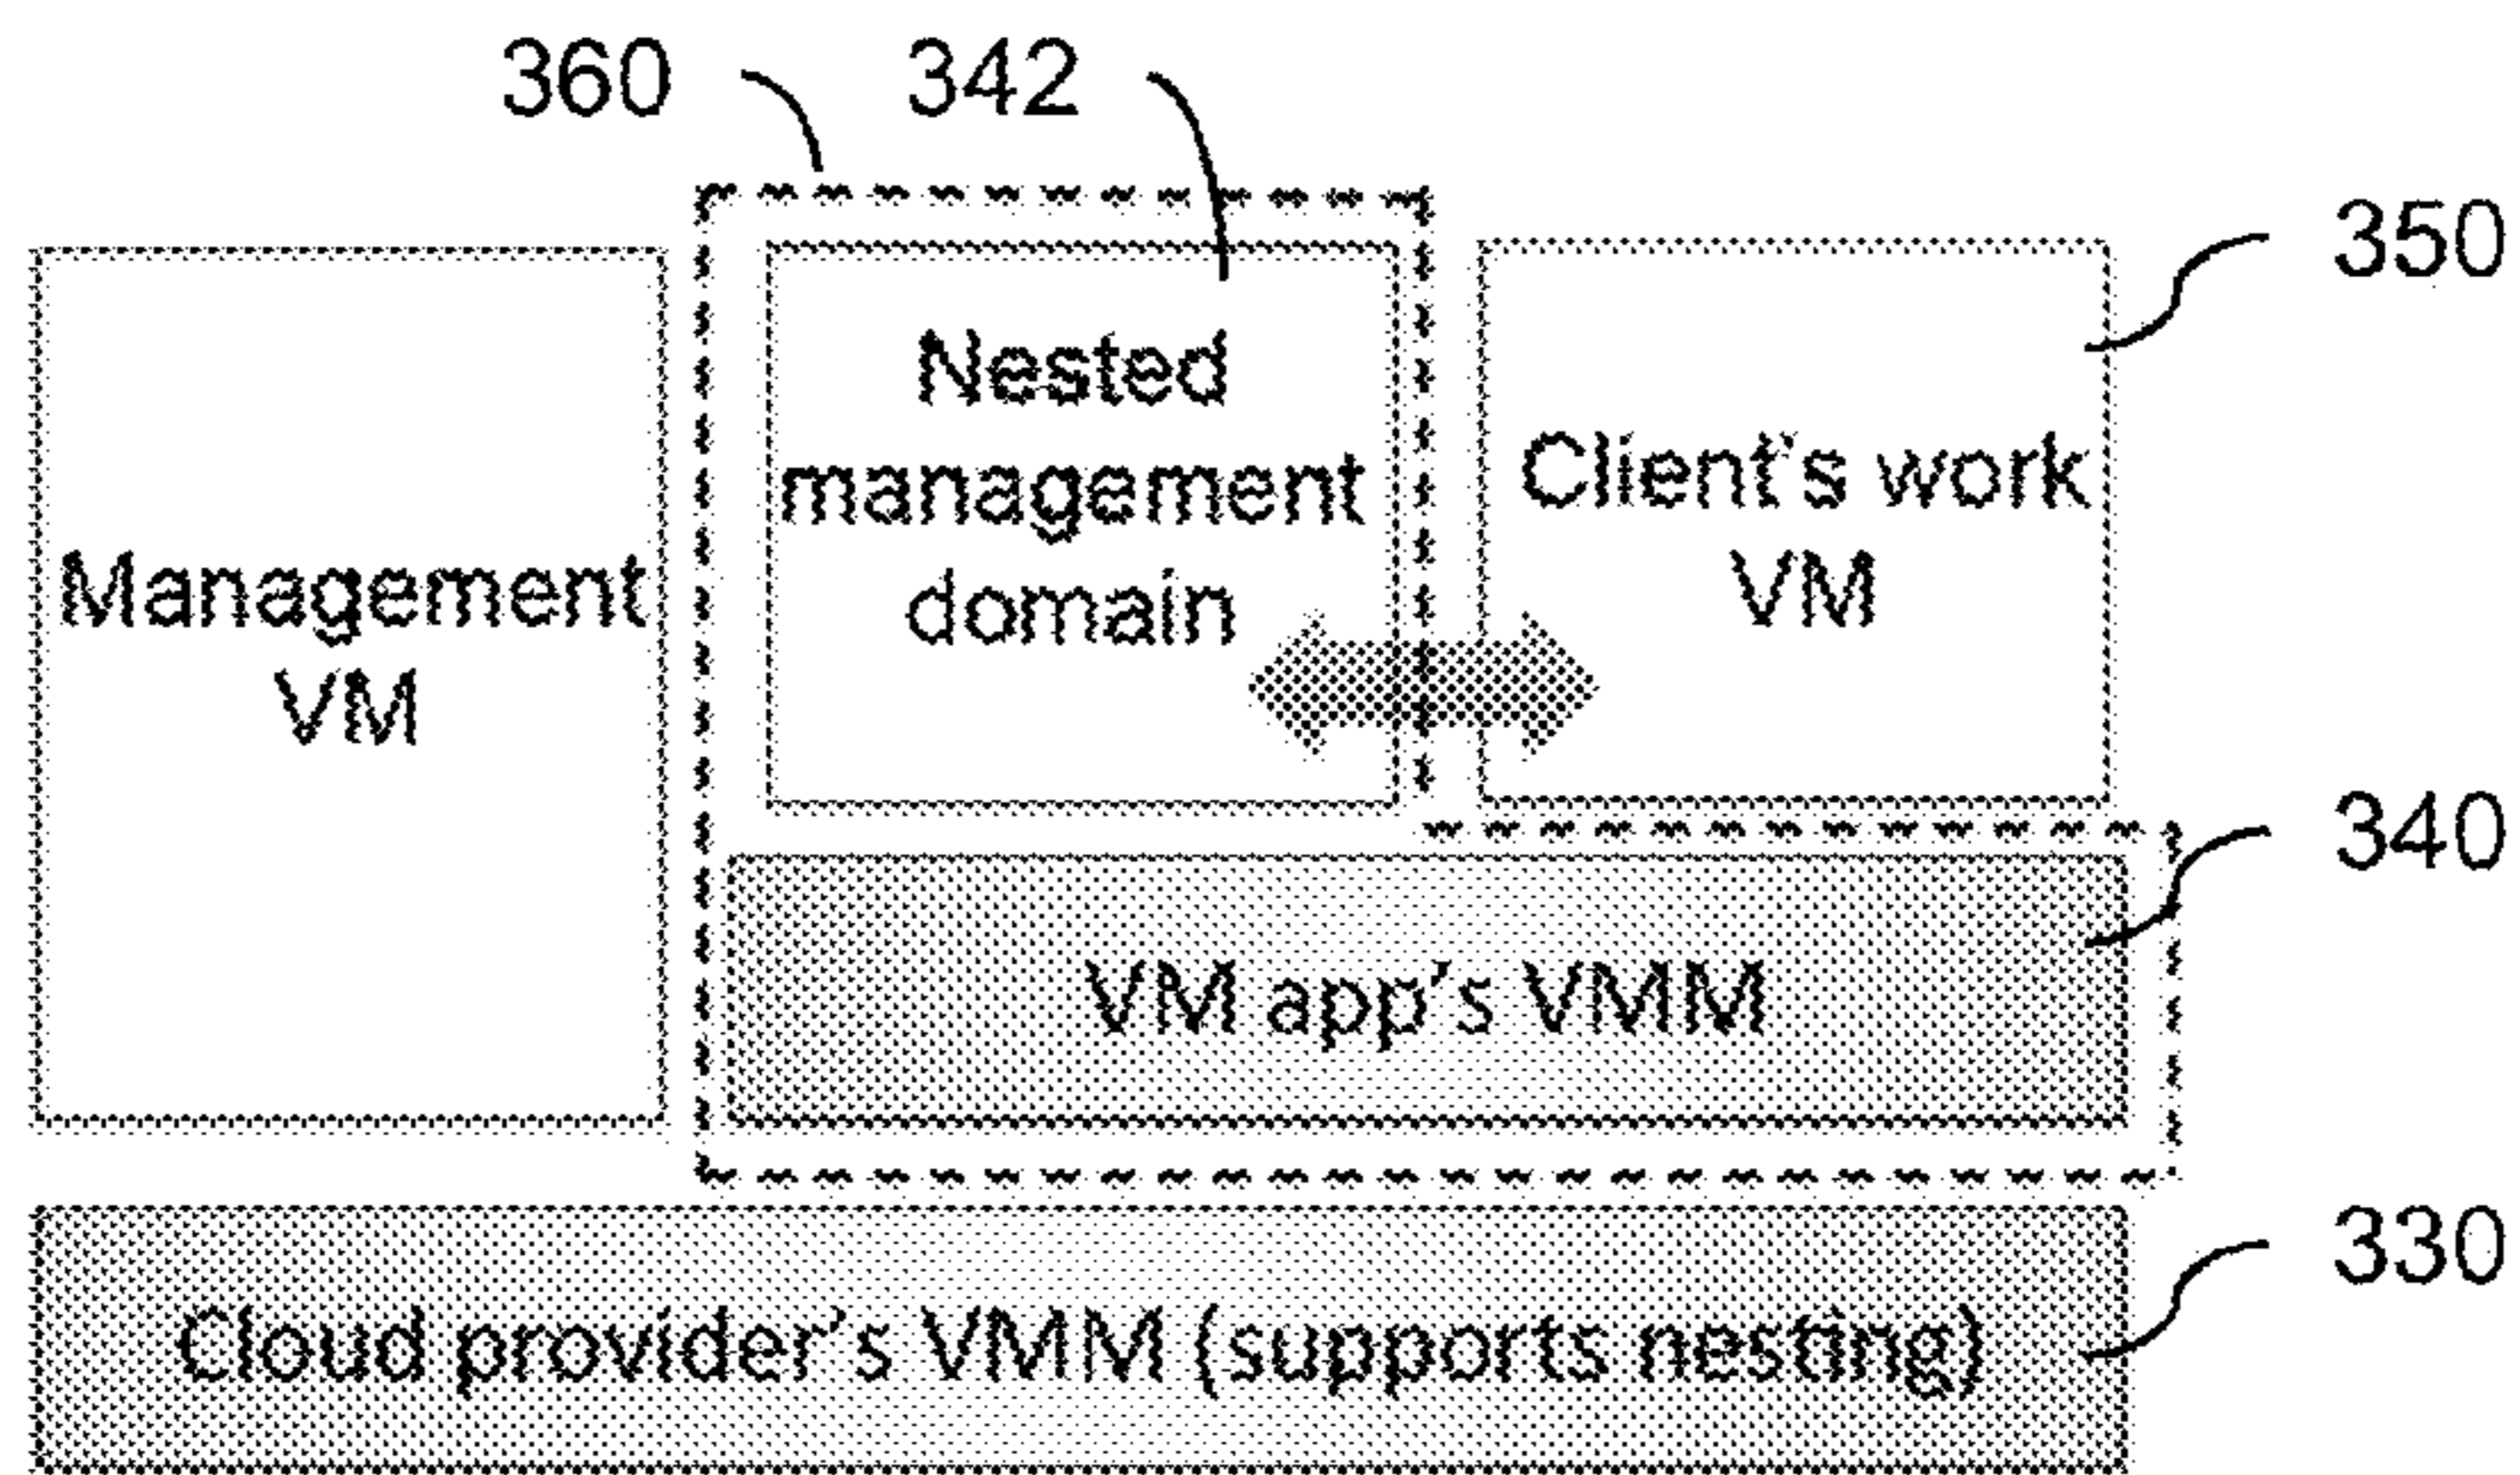 360 342
350
Nested
management
domain
Client's work
VM
Management
VM
340
VM app's VMM
330
Cloud provider's VMM (supports nesting)